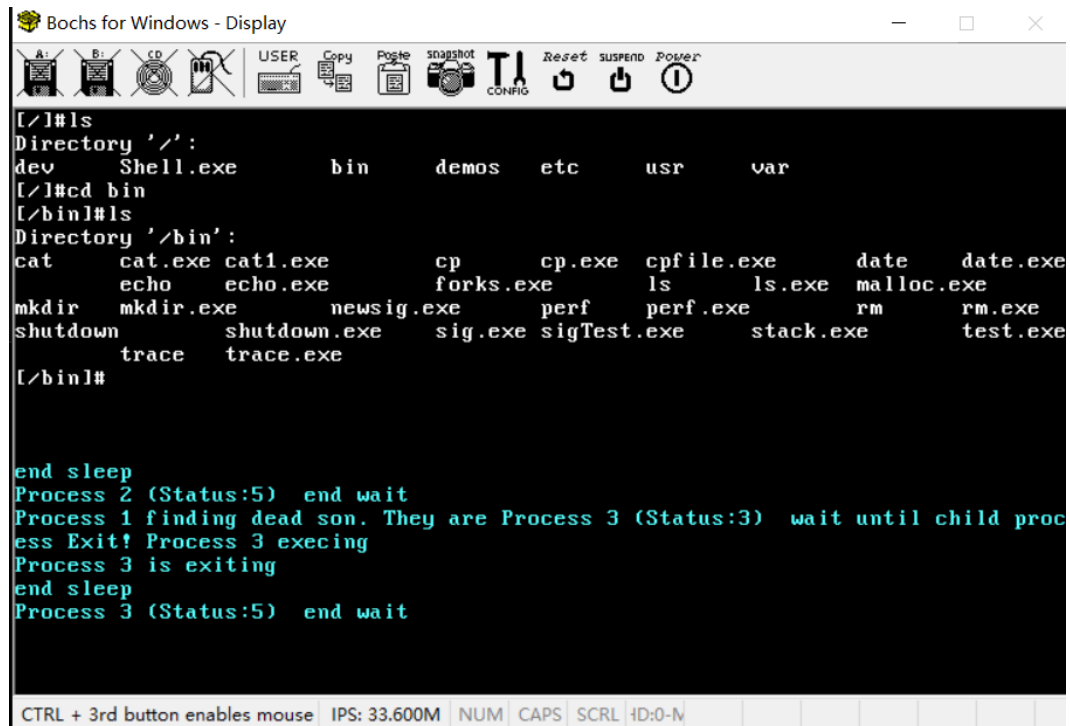 Bochs for Windows - Display
A: B: CD USER Copy Paste snapshot CONFIG Reset SUSPEND Power
[/]#ls
Directory '/':
dev Shell.exe bin demos etc usr var
[/]#cd bin
[/bin]#ls
Directory '/bin':
cat cat.exe cat1.exe cp cp.exe cpfile.exe date date.exe
echo echo.exe forks.exe ls ls.exe malloc.exe
mkdir mkdir.exe newsig.exe perf perf.exe rm rm.exe
shutdown shutdown.exe sig.exe sigTest.exe stack.exe test.exe
trace trace.exe
[/bin]#
end sleep
Process 2 (Status:5) end wait
Process 1 finding dead son. They are Process 3 (Status:3) wait until child proc
ess Exit! Process 3 execing
Process 3 is exiting
end sleep
Process 3 (Status:5) end wait
CTRL + 3rd button enables mouse IPS: 33.600M NUM CAPS SCRL